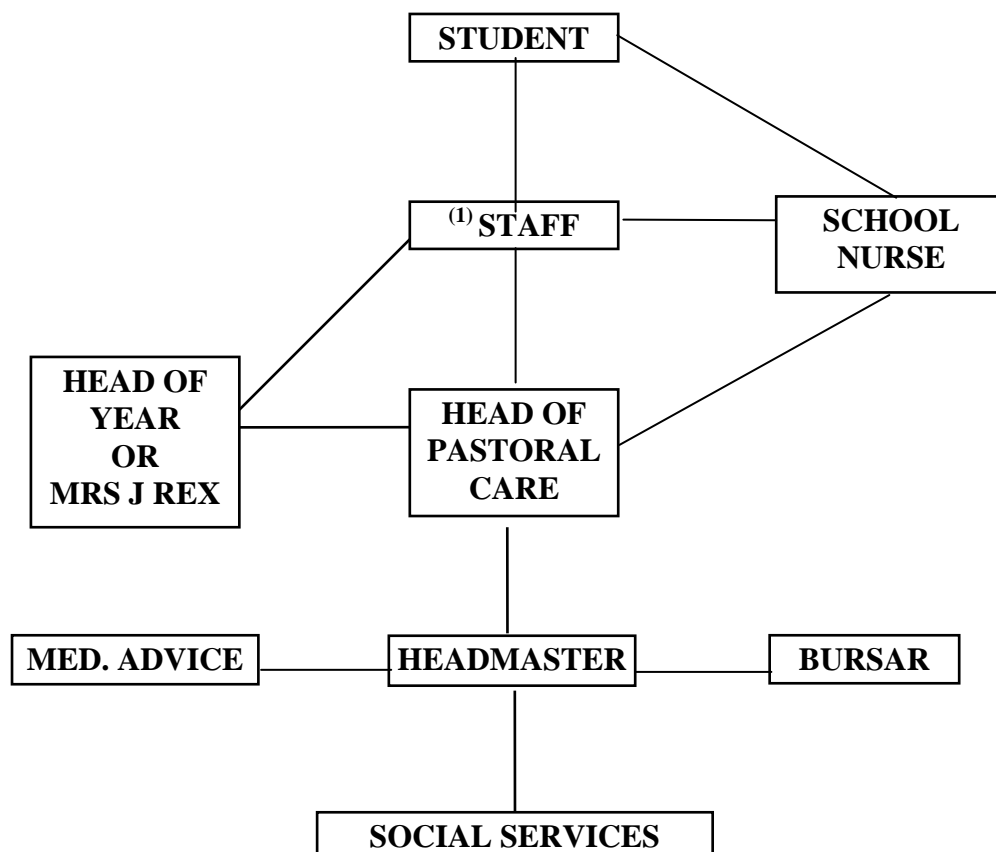 STUDENT
(1) STAFF
SCHOOL
NURSE
HEAD OF
YEAR
OR
MRS J REX
HEAD OF
PASTORAL
CARE
MED. ADVICE
HEADMASTER
BURSAR
SOCIAL SERVICES